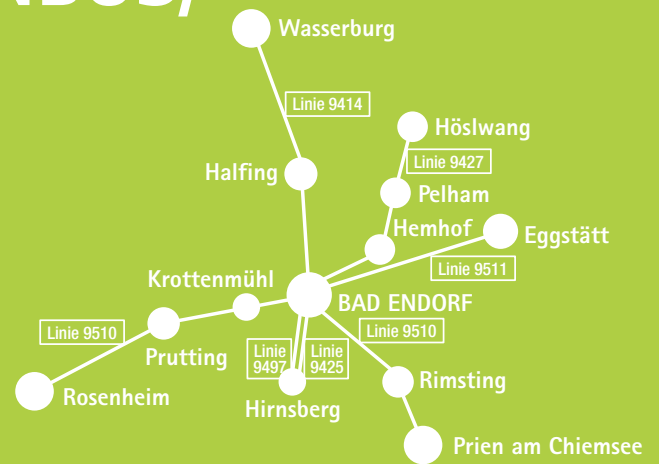 Wasserburg
Linie 9414
Höslwang
Linie 9427
Halfing
Pelham
Hemhof
Eggstätt
Linie 9511
Krottenmühl
BAD ENDORF
Linie 9510
Linie 9510
Prutting
Linie
9497
Linie
9425
Rimsting
Rosenheim
Hirnsberg
Prien am Chiemsee